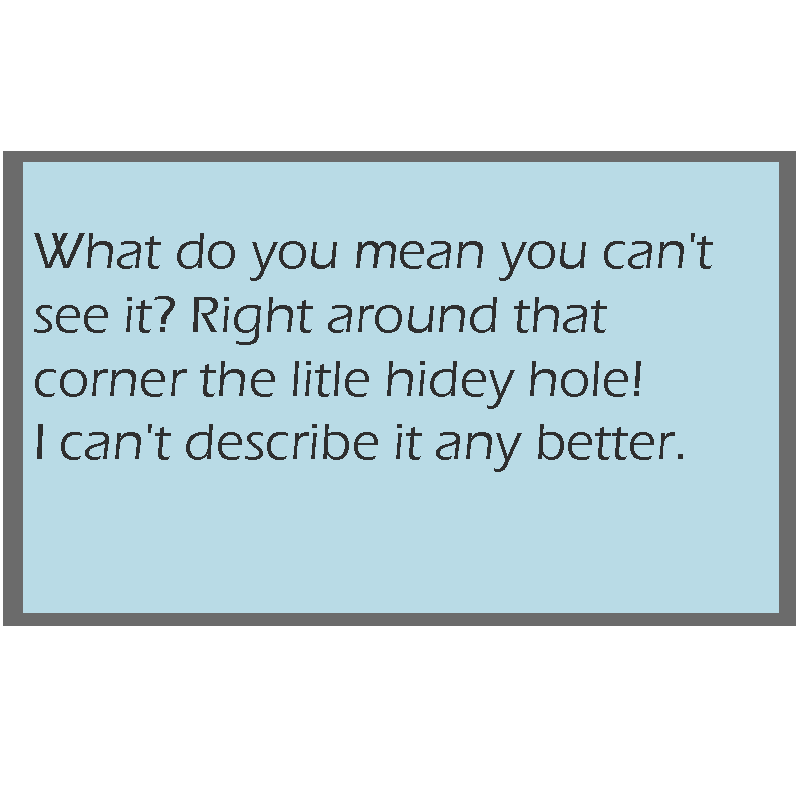 What do you mean you can't
see it? Right around that
corner the litle hidey hole!
I can't describe it any better.